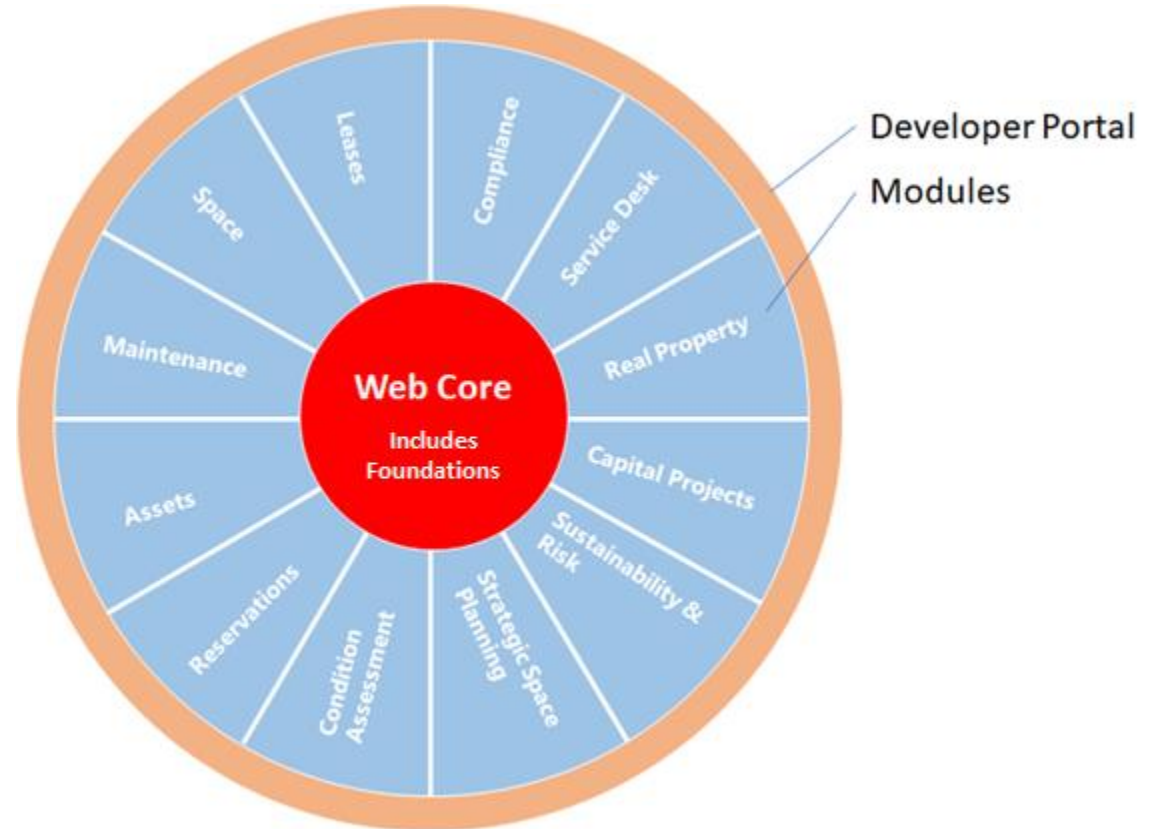 Leases
Compliance
Space
Service Desk
Maintenance
Real Property
Web Core
Includes
Foundations
Assets
Capital Projects
Reservations
Sustainability &
Risk
Condition
Assessment
Strategic Space
Planning
Developer Portal
Modules